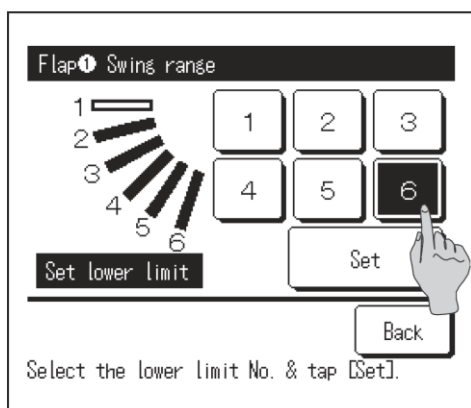 Flap❶ Swing range
1
2
3
4
5
6
1 2 3
4 5 6
Set lower limit
Set
Back
Select the lower limit No. & tap [Set].